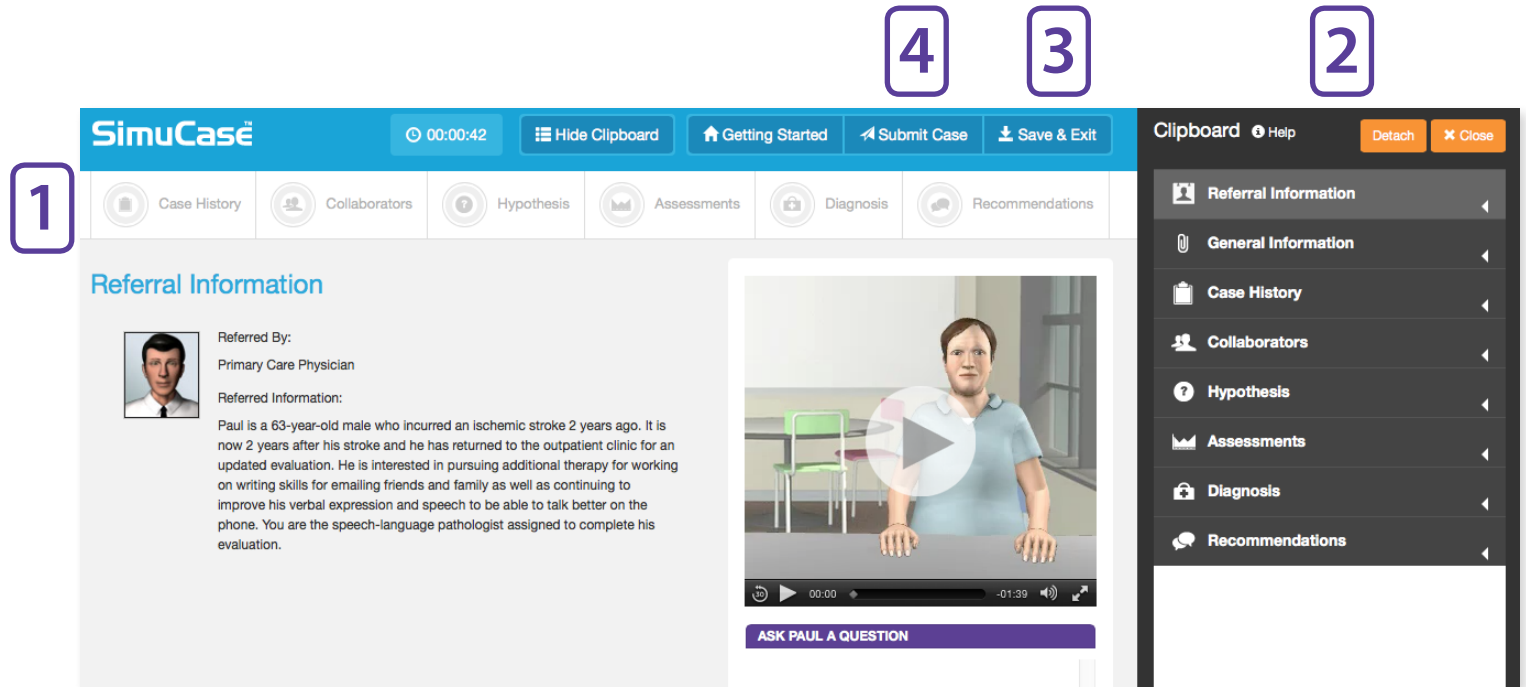 4
3
2
1
SimuCase™
00:00:42
Hide Clipboard
Getting Started
Submit Case
Save & Exit
Clipboard
Help
Detach
Close
Case History
Collaborators
Hypothesis
Assessments
Diagnosis
Recommendations
Referral Information
Referred By:
Primary Care Physician
Referred Information:
Paul is a 63-year-old male who incurred an ischemic stroke 2 years ago. It is
now 2 years after his stroke and he has returned to the outpatient clinic for an
updated evaluation. He is interested in pursuing additional therapy for working
on writing skills for emailing friends and family as well as continuing to
improve his verbal expression and speech to be able to talk better on the
phone. You are the speech-language pathologist assigned to complete his
evaluation.
30
00:00
-01:39
ASK PAUL A QUESTION
Referral Information
General Information
Case History
Collaborators
Hypothesis
Assessments
Diagnosis
Recommendations